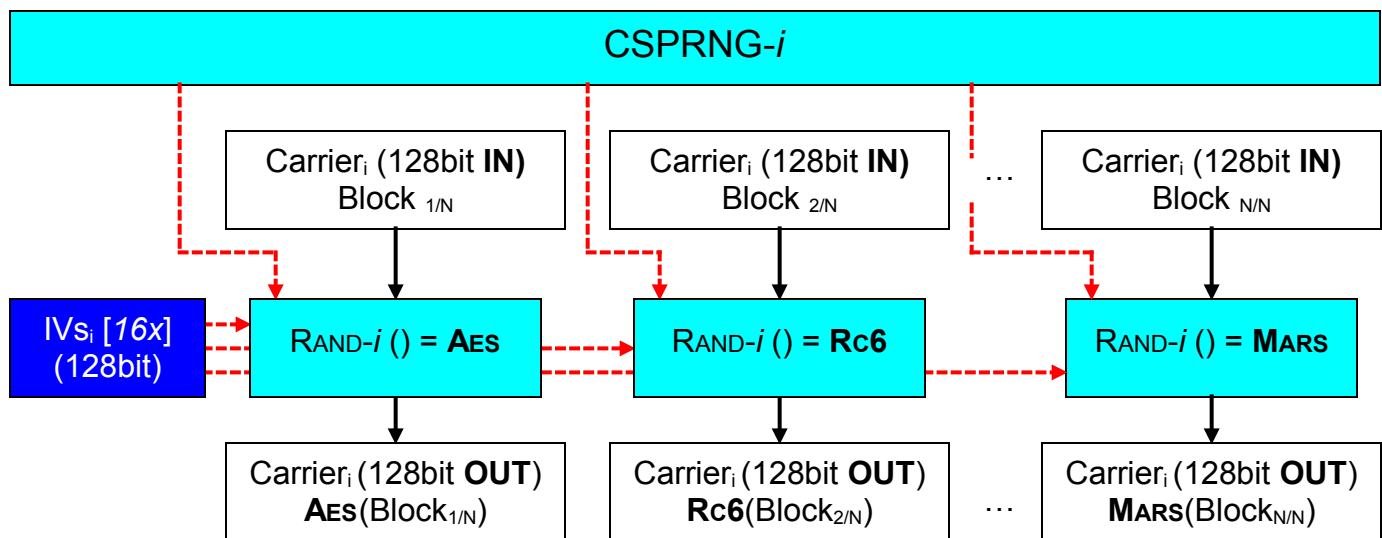 CSPRNG-i
Carrieri (128bit IN)
Block 1/N
Carrieri (128bit IN)
Block 2/N
...
Carrieri (128bit IN)
Block N/N
IVsi [16x]
(128bit)
RAND-i () = AES
RAND-i () = RC6
RAND-i () = MARS
Carrieri (128bit OUT)
AES(Block1/N)
Carrieri (128bit OUT)
RC6(Block2/N)
...
Carrieri (128bit OUT)
MARS(BlockN/N)